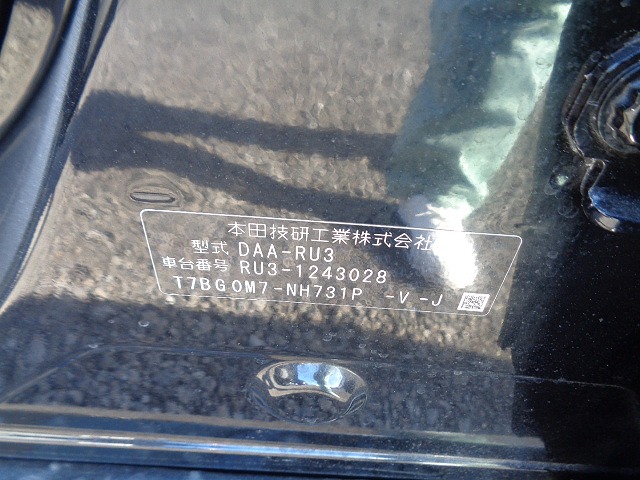 本田技研工業株式会社
型式 DAA-RU3
車台番号 RU3-1243028
T7BG0M7-NH731P -V-J